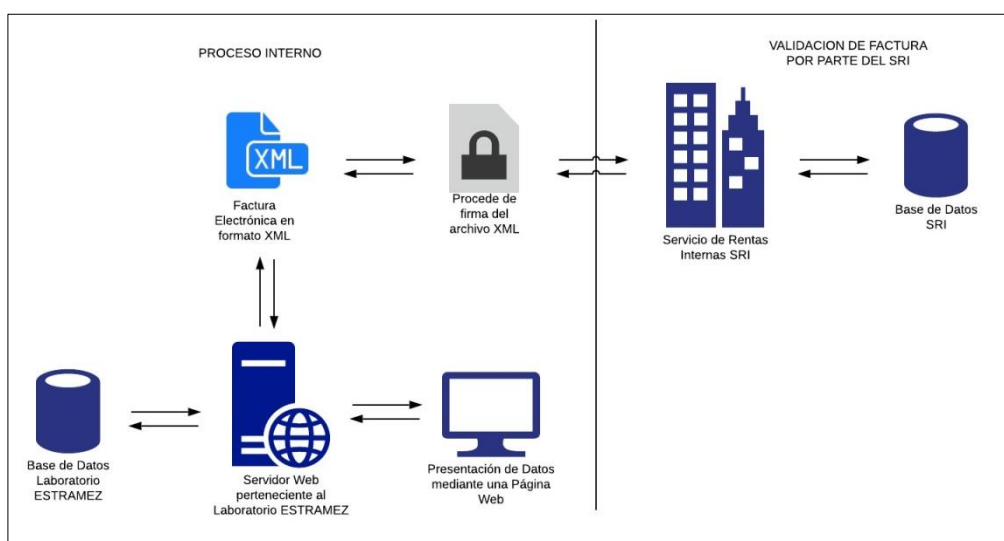 PROCESO INTERNO
VALIDACION DE FACTURA
POR PARTE DEL SRI
XML
Factura
Electrónica en
formato XML
Procede de
firma del
archivo XML
Servicio de Rentas
Internas SRI
Base de Datos
SRI
Base de Datos
Laboratorio
ESTRAMEZ
Servidor Web
perteneciente al
Laboratorio ESTRAMEZ
Presentación de Datos
mediante una Página
Web